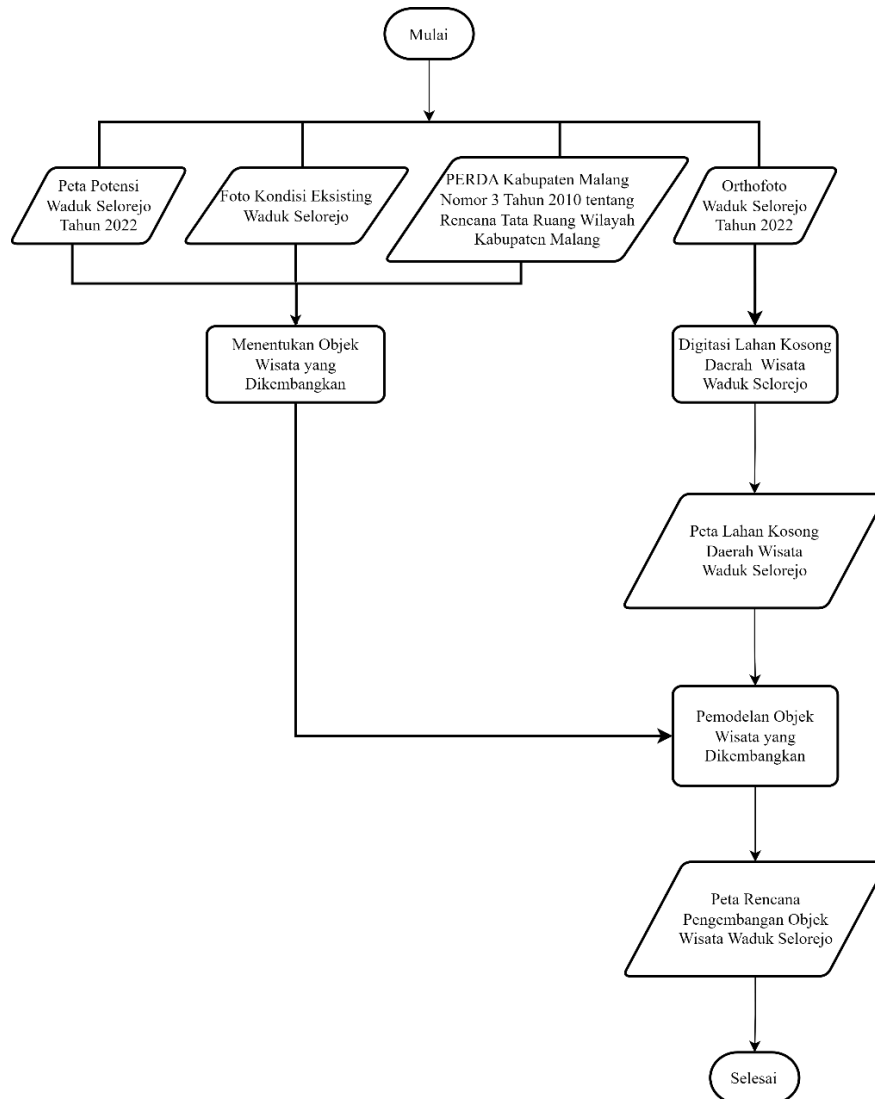 Mulai
Peta Potensi
Waduk Selorejo
Tahun 2022
Foto Kondisi Eksisting
Waduk Selorejo
PERDA Kabupaten Malang
Nomor 3 Tahun 2010 tentang
Rencana Tata Ruang Wilayah
Kabupaten Malang
Orthofoto
Waduk Selorejo
Tahun 2022
Menentukan Objek
Wisata yang
Dikembangkan
Digitasi Lahan Kosong
Daerah Wisata
Waduk Selorejo
Peta Lahan Kosong
Daerah Wisata
Waduk Selorejo
Pemodelan Objek
Wisata yang
Dikembangkan
Peta Rencana
Pengembangan Objek
Wisata Waduk Selorejo
Selesai